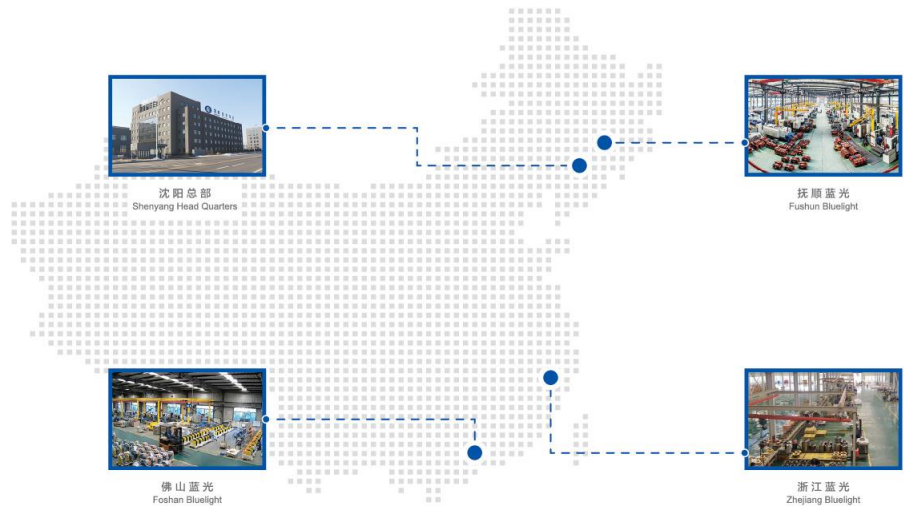 沈阳总部
Shenyang Head Quarters
抚顺蓝光
Fushun Bluelight
佛山蓝光
Foshan Bluelight
浙江蓝光
Zhejiang Bluelight